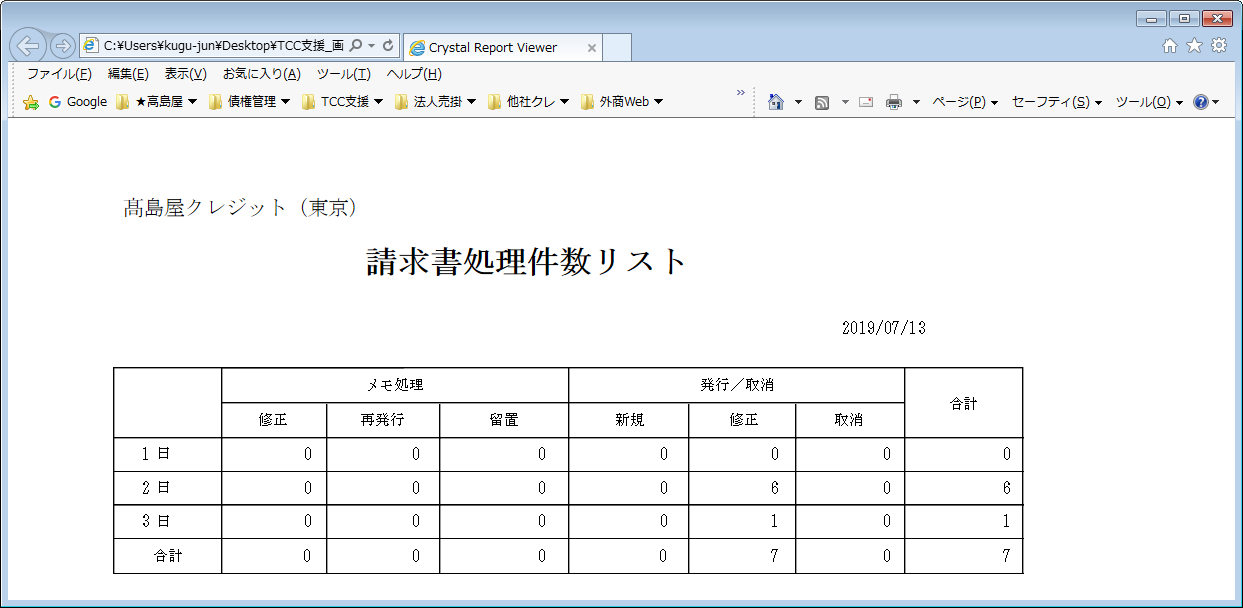 C:¥Users¥kugu-jun¥Desktop¥TCC支援_画
Crystal Report Viewer
ファイル(F) 編集(E) 表示(V) お気に入り(A) ツール(T) ヘルプ(H)
Google ★高島屋 債権管理 TCC支援 法人売掛 他社クレ 外商Web » ページ(P) セーフティ(S) ツール(O)
髙島屋クレジット（東京）
請求書処理件数リスト
2019/07/13
メモ処理 発行／取消 合計
修正 再発行 留置 新規 修正 取消
1 日 0 0 0 0 0 0 0
2 日 0 0 0 0 6 0 6
3 日 0 0 0 0 1 0 1
合計 0 0 0 0 7 0 7